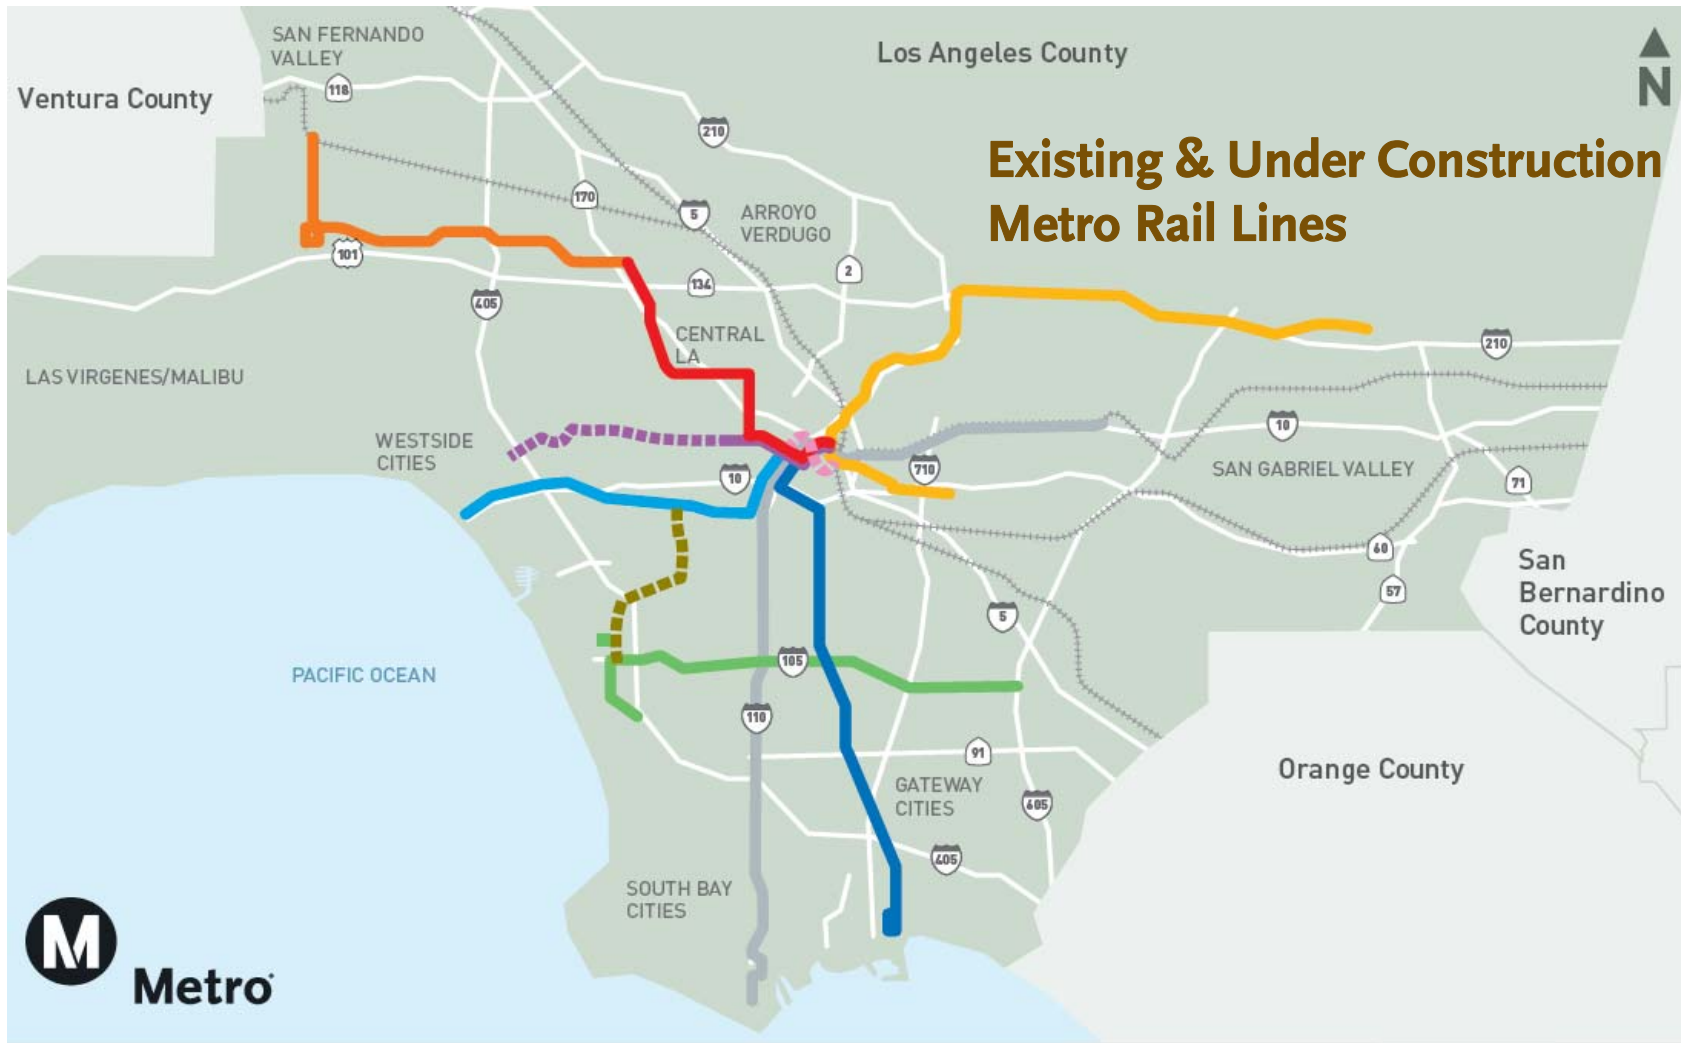 SAN FERNANDO
VALLEY
Los Angeles County
N
Ventura County
118
210
Existing & Under Construction
Metro Rail Lines
170
5
ARROYO
VERDUGO
101
2
134
405
CENTRAL
LA
210
LAS VIRGENES/MALIBU
WESTSIDE
CITIES
10
10
710
SAN GABRIEL VALLEY
71
60
57
San
Bernardino
County
5
105
PACIFIC OCEAN
110
91
Orange County
GATEWAY
CITIES
605
405
SOUTH BAY
CITIES
M
Metro